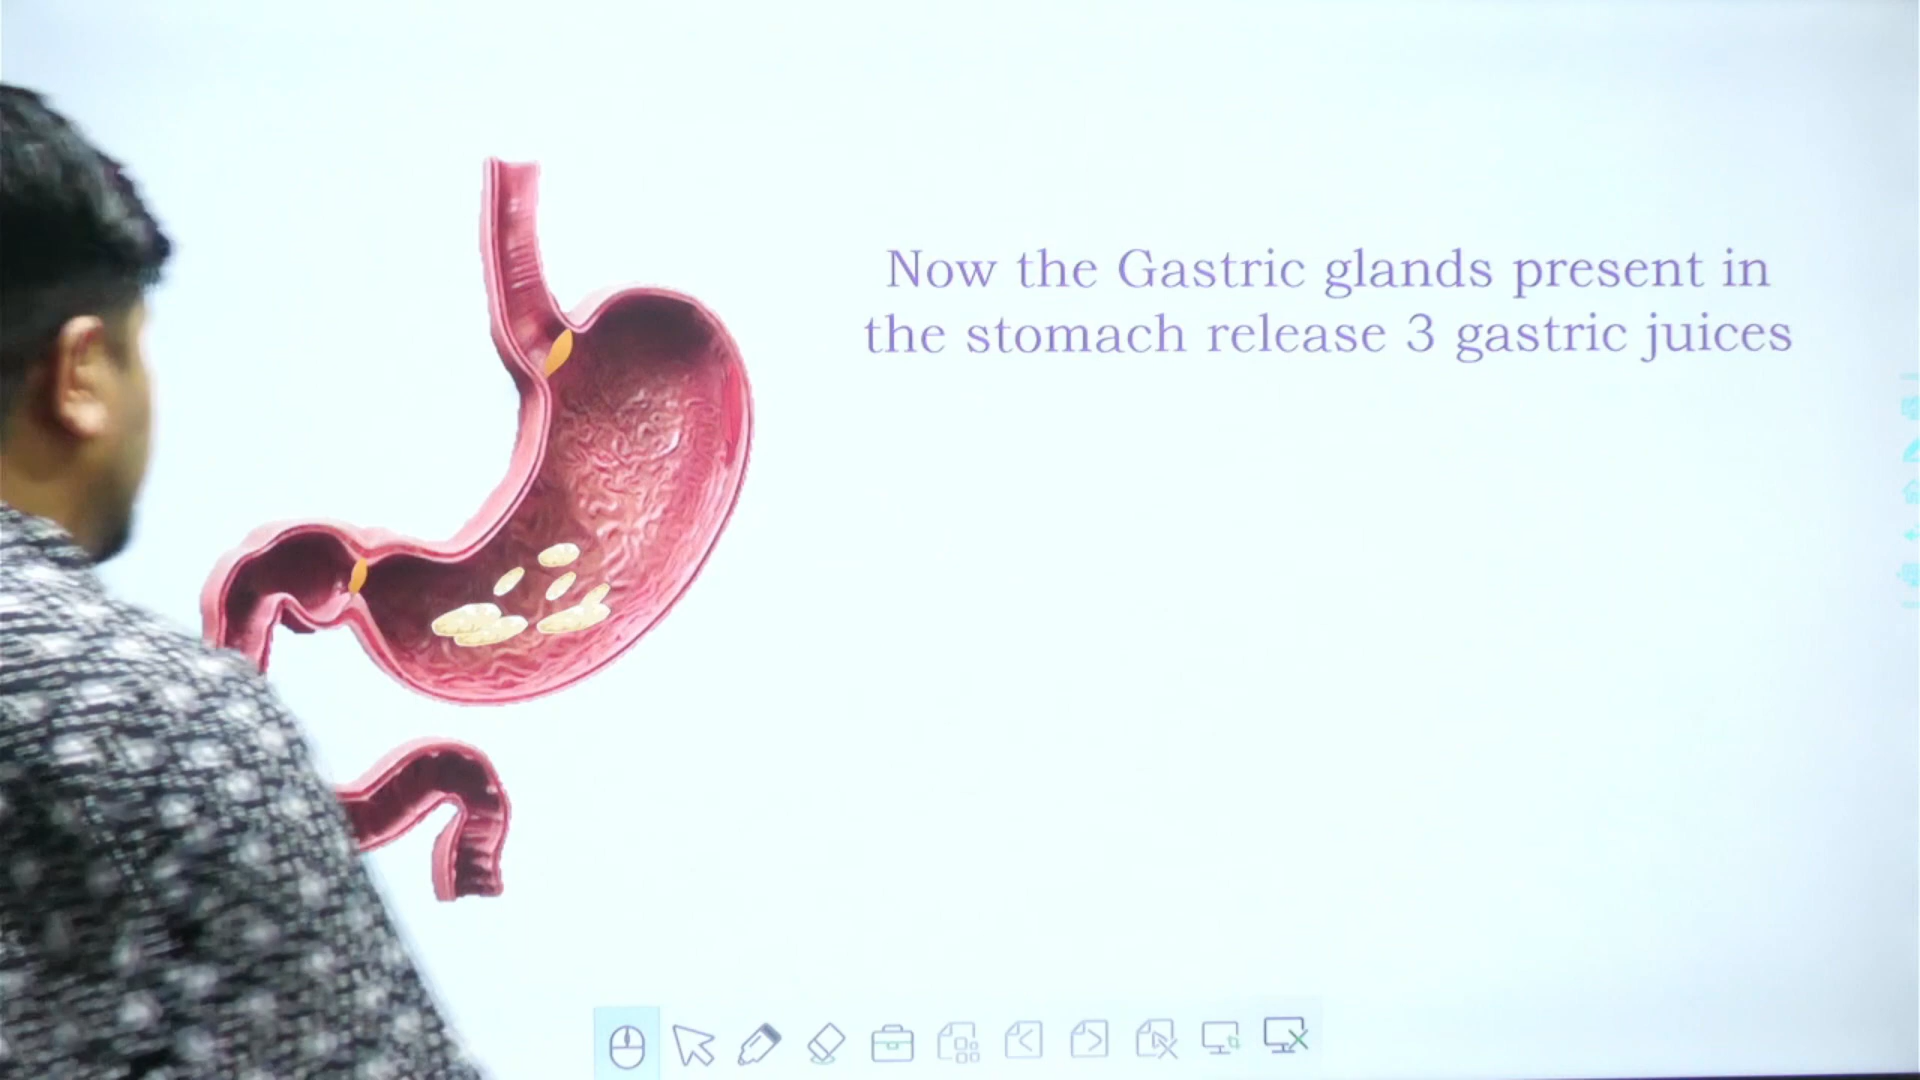 Now the Gastric glands present in
the stomach release 3 gastric juices